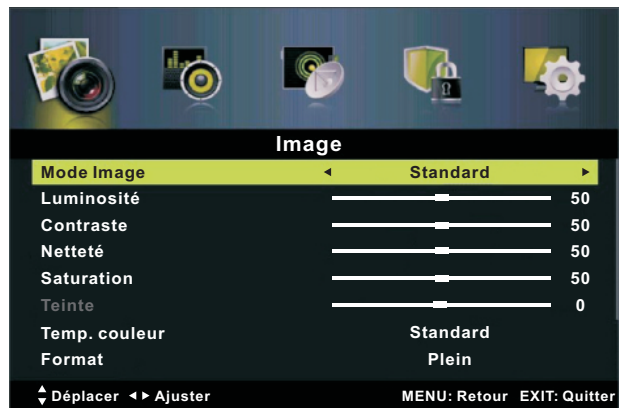 Image
Mode Image Standard
Luminosité 50
Contraste 50
Netteté 50
Saturation 50
Teinte 0
Temp. couleur Standard
Format Plein
Déplacer Ajuster MENU: Retour EXIT: Quitter